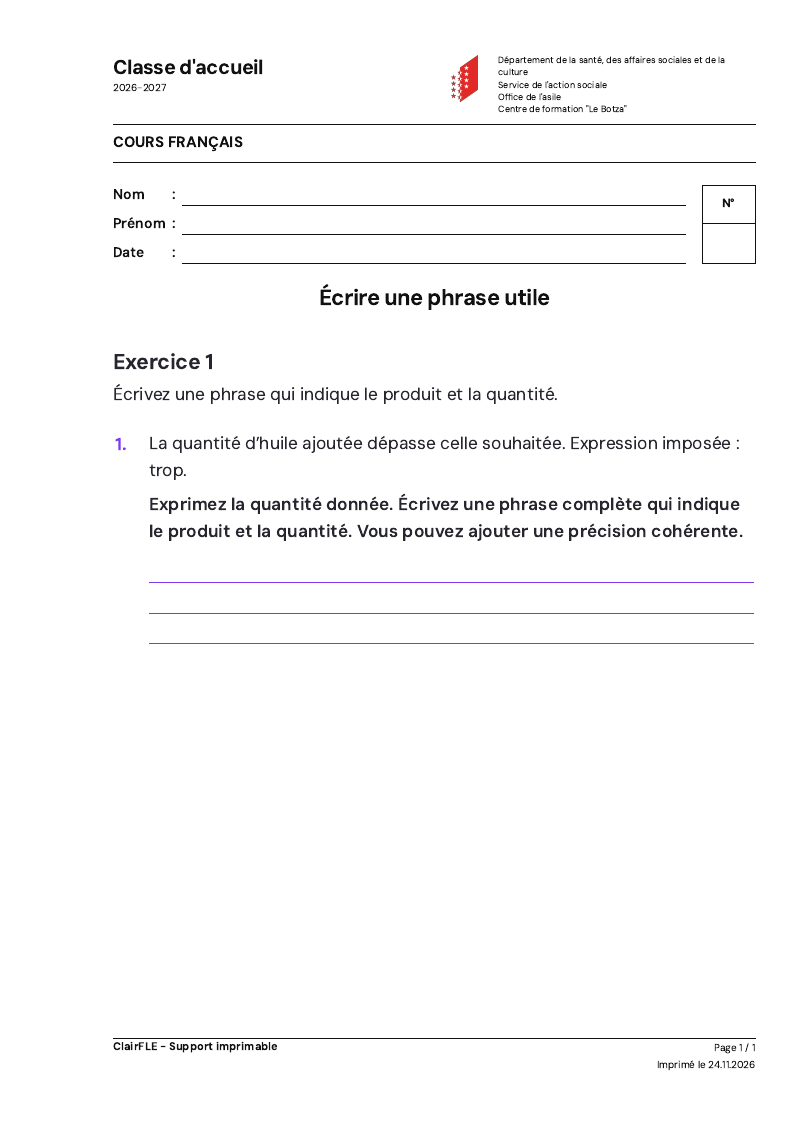 Classe d'accueil
2026-2027
Département de la santé, des affaires sociales et de la
culture
Service de l'action sociale
Office de l'asile
Centre de formation "Le Botza"
COURS FRANÇAIS
Nom :
Prénom :
Date :
N°
Écrire une phrase utile
Exercice 1
Écrivez une phrase qui indique le produit et la quantité.
1. La quantité d’huile ajoutée dépasse celle souhaitée. Expression imposée :
trop.
Exprimez la quantité donnée. Écrivez une phrase complète qui indique
le produit et la quantité. Vous pouvez ajouter une précision cohérente.
ClairFLE - Support imprimable
Page 1 / 1
Imprimé le 24.11.2026